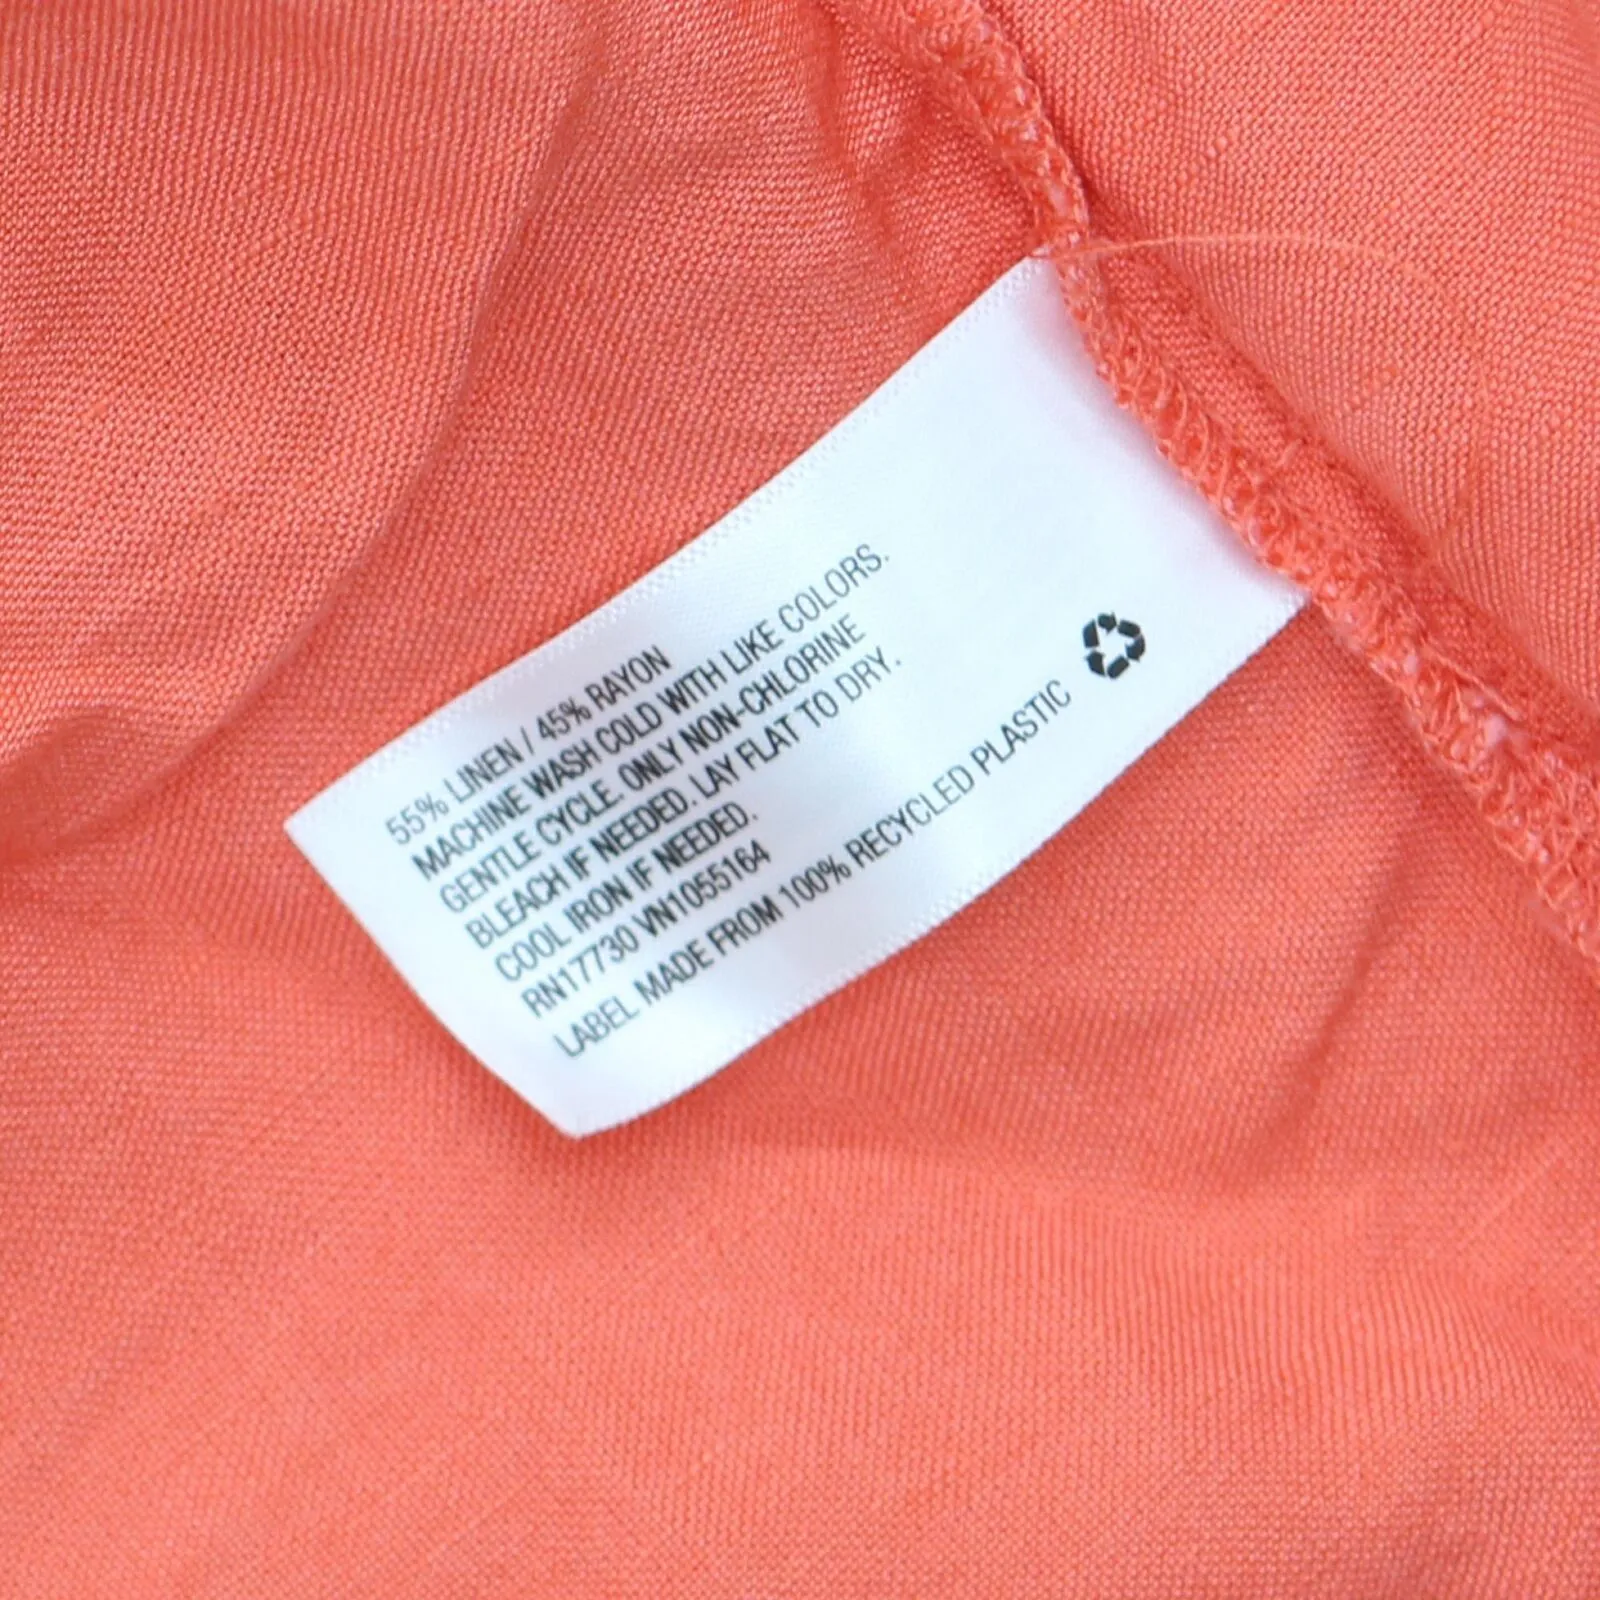 55% LINEN / 45% RAYON
MACHINE WASH COLD WITH LIKE COLORS.
GENTLE CYCLE. ONLY NON-CHLORINE
BLEACH IF NEEDED. LAY FLAT TO DRY.
COOL IRON IF NEEDED.
RN17730 VN1055164
LABEL MADE FROM 100% RECYCLED PLASTIC